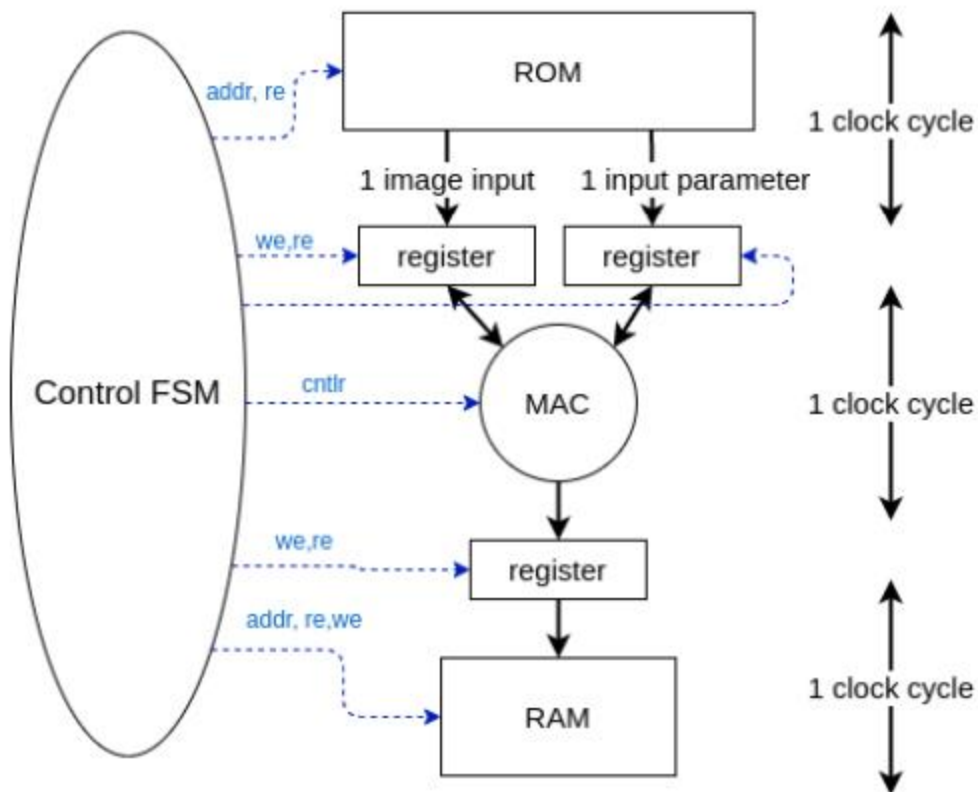 ROM
addr, re
1 clock cycle
1 image input
1 input parameter
we,re
register
register
Control FSM
cntlr
MAC
1 clock cycle
we,re
register
addr, re,we
RAM
1 clock cycle